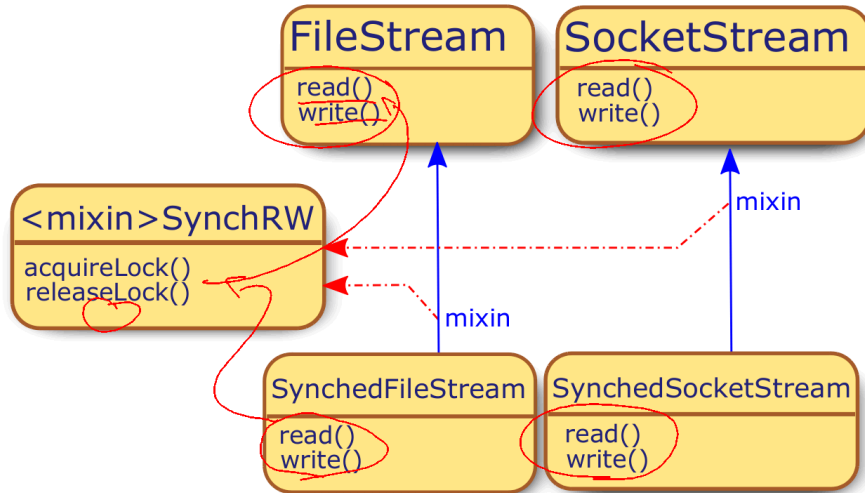 FileStream
read()
write()
SocketStream
read()
write()
<mixin>SynchRW
acquireLock()
releaseLock()
mixin
mixin
SynchedFileStream
read()
write()
SynchedSocketStream
read()
write()